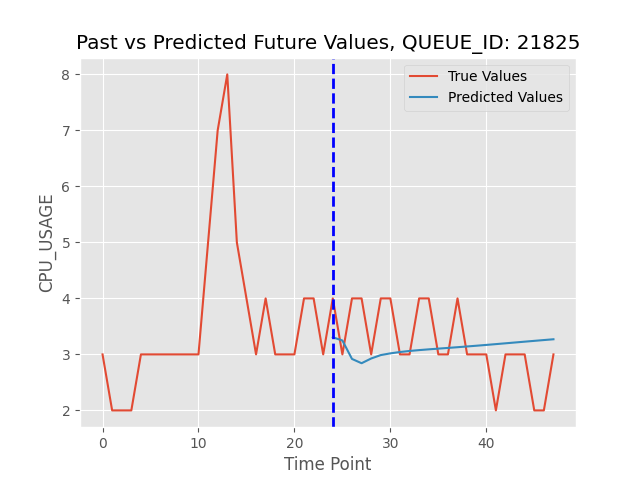 Past vs Predicted Future Values, QUEUE_ID: 21825
True Values
Predicted Values
8
7
6
5
4
3
2
CPU_USAGE
0 10 20 30 40
Time Point